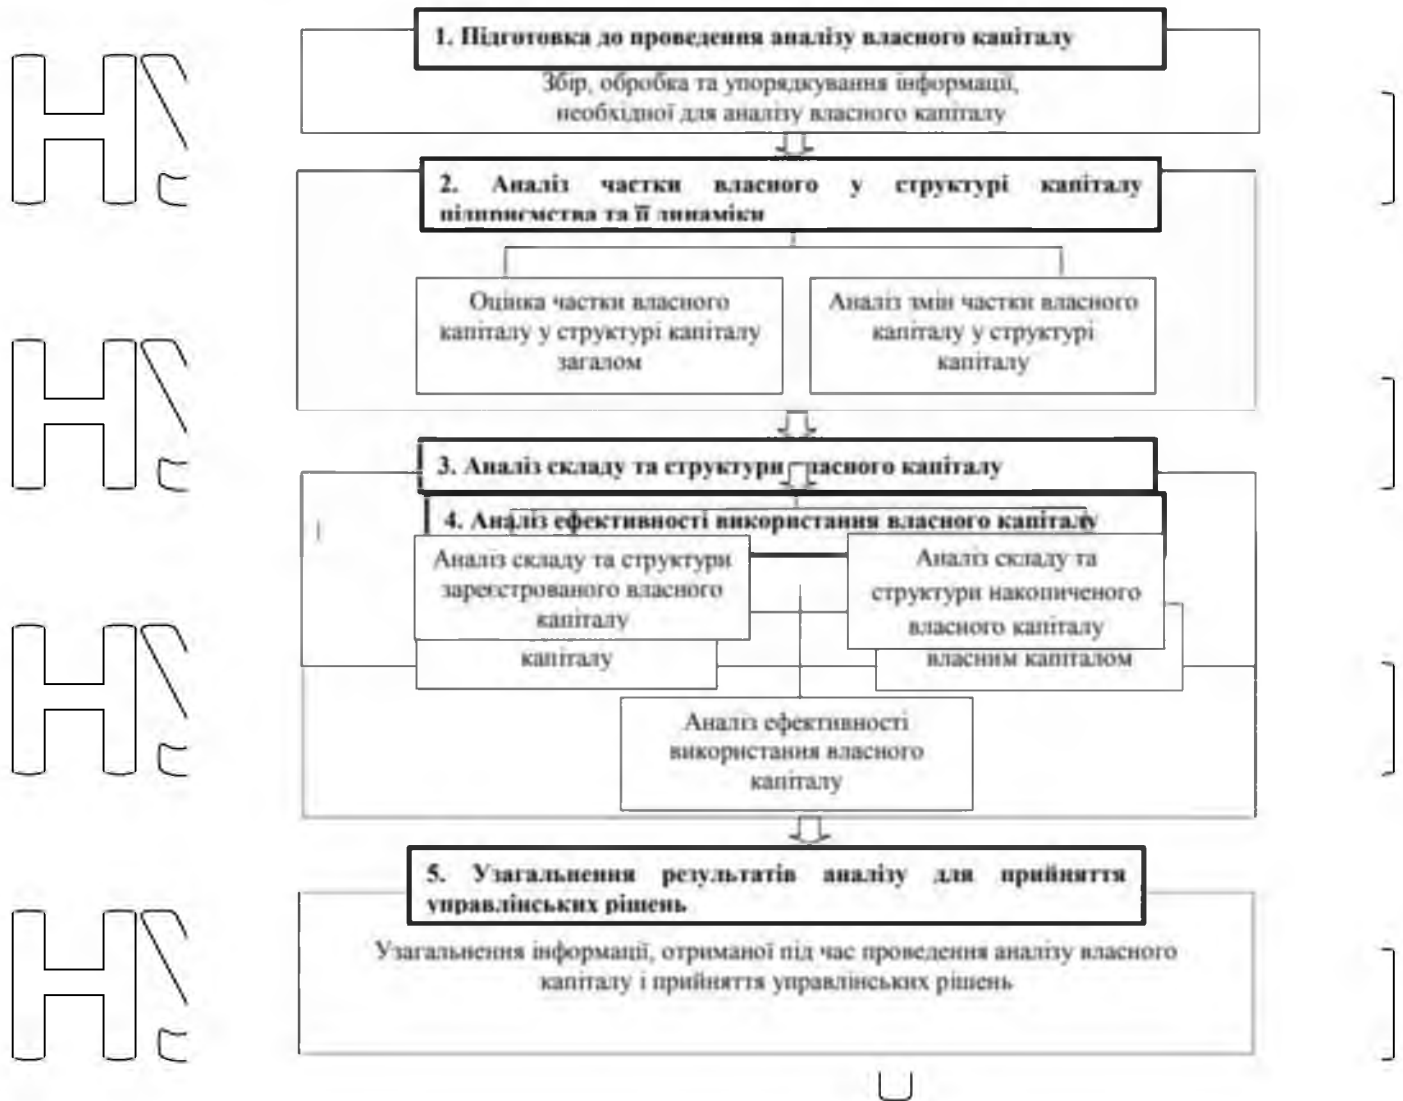 1. Підготовка до проведення аналізу власного капіталу
Збір, обробка та упорядкування інформації,
необхідної для аналізу власного капіталу
2. Аналіз частки власного у структурі капіталу
підприємства та її динаміки
Оцінка частки власного
капіталу у структурі капіталу
загалом
Аналіз змін частки власного
капіталу у структурі
капіталу
3. Аналіз складу та структури власного капіталу
4. Аналіз ефективності використання власного капіталу
Аналіз складу та структури
зареєстрованого власного
капіталу
Аналіз складу та
структури накопиченого
власного капіталу
капіталу
власним капіталом
Аналіз ефективності
використання власного
капіталу
5. Узагальнення результатів аналізу для прийняття
управлінських рішень
Узагальнення інформації, отриманої під час проведення аналізу власного
капіталу і прийняття управлінських рішень